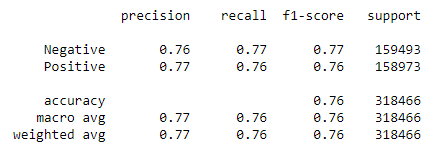 precision recall f1-score support
Negative 0.76 0.77 0.77 159493
Positive 0.77 0.76 0.76 158973
accuracy 0.76 318466
macro avg 0.77 0.76 0.76 318466
weighted avg 0.77 0.76 0.76 318466